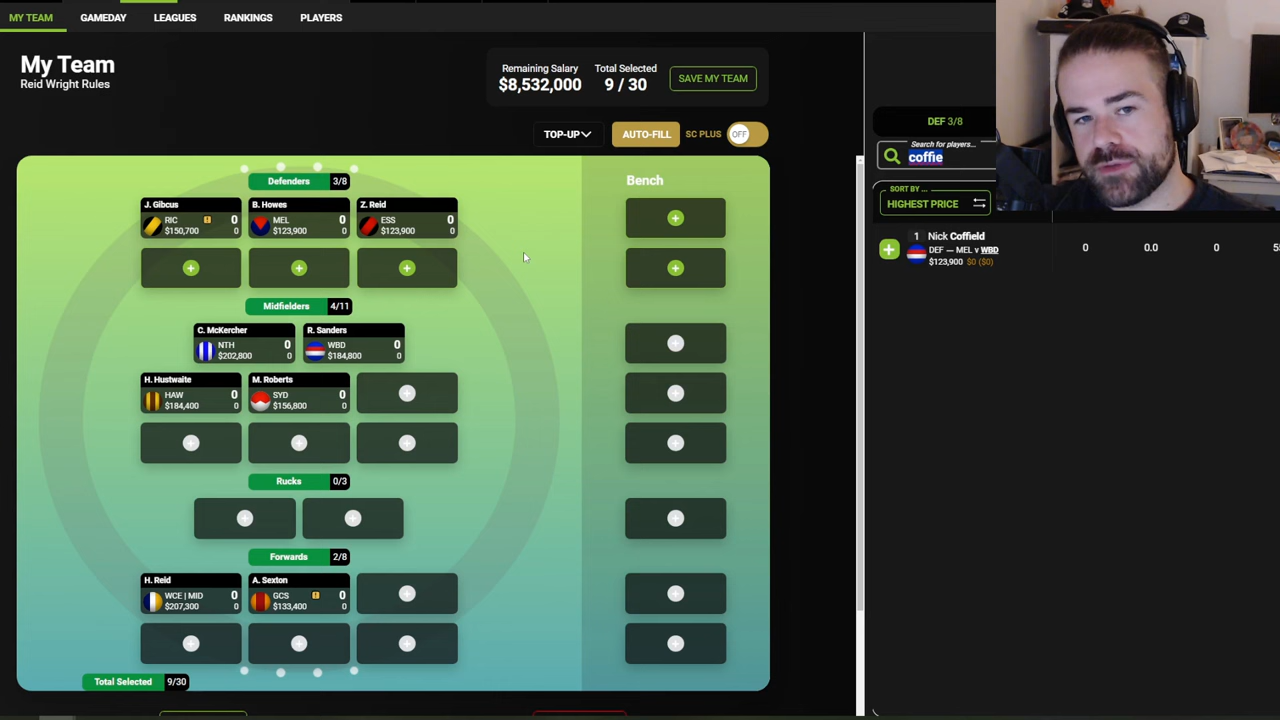 MY TEAM GAMEDAY LEAGUES RANKINGS PLAYERS
My Team
Reid Wright Rules
Remaining Salary
$8,532,000
Total Selected
9 / 30
SAVE MY TEAM
TOP-UP
AUTO-FILL
SC PLUS OFF
Defenders 3/8
Bench
J. Gibcus
RIC ! 0
$150,700 0
B. Howes
MEL 0
$123,900 0
Z. Reid
ESS 0
$123,900 0
Midfielders 4/11
C. McKercher
NTH 0
$202,800 0
R. Sanders
WBD 0
$184,800 0
H. Hustwaite
HAW 0
$184,400 0
M. Roberts
SYD 0
$156,800 0
Rucks 0/3
Forwards 2/8
H. Reid
WCE | MID 0
$207,300 0
A. Sexton
GCS ! 0
$133,400 0
Total Selected 9/30
DEF 3/8
Search for players...
coffie
SORT BY ...
HIGHEST PRICE
1 Nick Coffield
DEF — MEL v WBD
$123,900 $0 ($0)
0 0.0 0